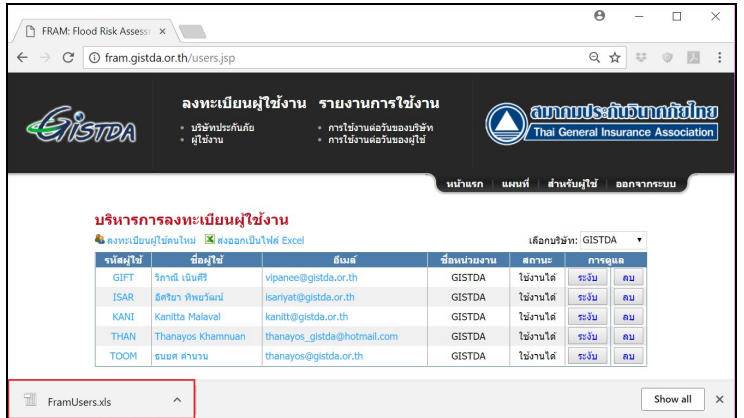 FRAM: Flood Risk Assessm
fram.gistda.or.th/users.jsp
GISTDA
ลงทะเบียนผู้ใช้งาน รายงานการใช้งาน
บริษัทประกันภัย
ผู้ใช้งาน
การใช้งานต่อวันของบริษัท
การใช้งานต่อวันของผู้ใช้
สมาคมประกันวินาศภัยไทย
Thai General Insurance Association
หน้าแรก แผนที่ สำหรับผู้ใช้ ออกจากระบบ
บริหารการลงทะเบียนผู้ใช้งาน
ลงทะเบียนผู้ใช้คนใหม่ ส่งออกเป็นไฟล์ Excel เลือกบริษัท: GISTDA
รหัสผู้ใช้ ชื่อผู้ใช้ อีเมล์ ชื่อหน่วยงาน สถานะ การดูแล
GIFT วิภาณี เนินคีรี vipanee@gistda.or.th GISTDA ใช้งานได้ ระงับ ลบ
ISAR อิศริยา ทิพยวัฒน์ isariyat@gistda.or.th GISTDA ใช้งานได้ ระงับ ลบ
KANI Kanitta Malaval kanitt@gistda.or.th GISTDA ใช้งานได้ ระงับ ลบ
THAN Thanayos Khamnuan thanayos_gistda@hotmail.com GISTDA ใช้งานได้ ระงับ ลบ
TOOM ธนยศ คำนวน thanayos@gistda.or.th GISTDA ใช้งานได้ ระงับ ลบ
FramUsers.xls Show all